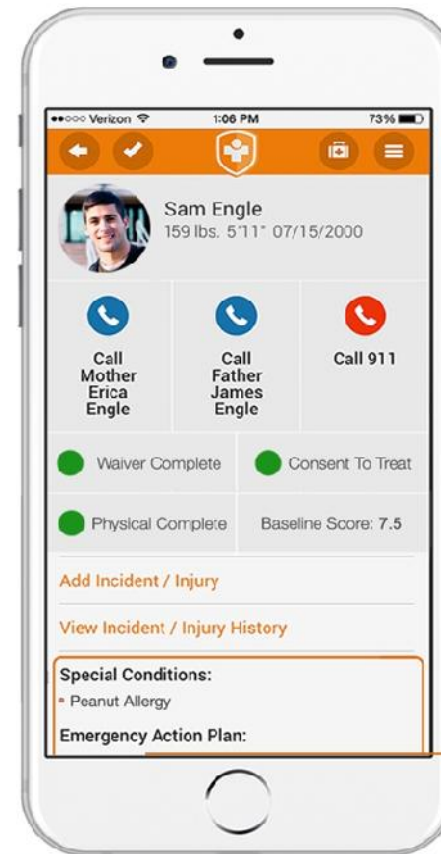 Verizon 1:06 PM 73%
Sam Engle
159 lbs. 5'11" 07/15/2000
Call
Mother
Erica
Engle
Call
Father
James
Engle
Call 911
Waiver Complete
Consent To Treat
Physical Complete
Baseline Score: 7.5
Add Incident / Injury
View Incident / Injury History
Special Conditions:
Peanut Allergy
Emergency Action Plan: